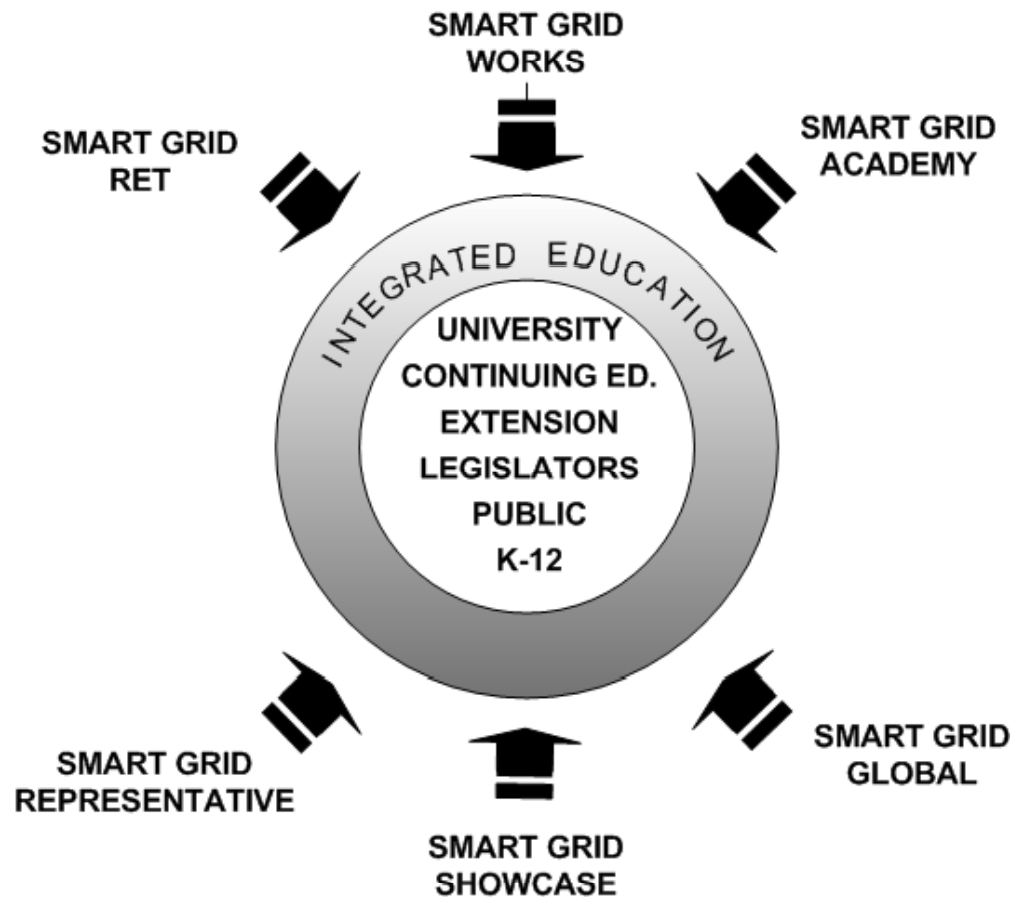 SMART GRID
WORKS
SMART GRID
RET
SMART GRID
ACADEMY
INTEGRATED EDUCATION
UNIVERSITY
CONTINUING ED.
EXTENSION
LEGISLATORS
PUBLIC
K-12
SMART GRID
REPRESENTATIVE
SMART GRID
SHOWCASE
SMART GRID
GLOBAL